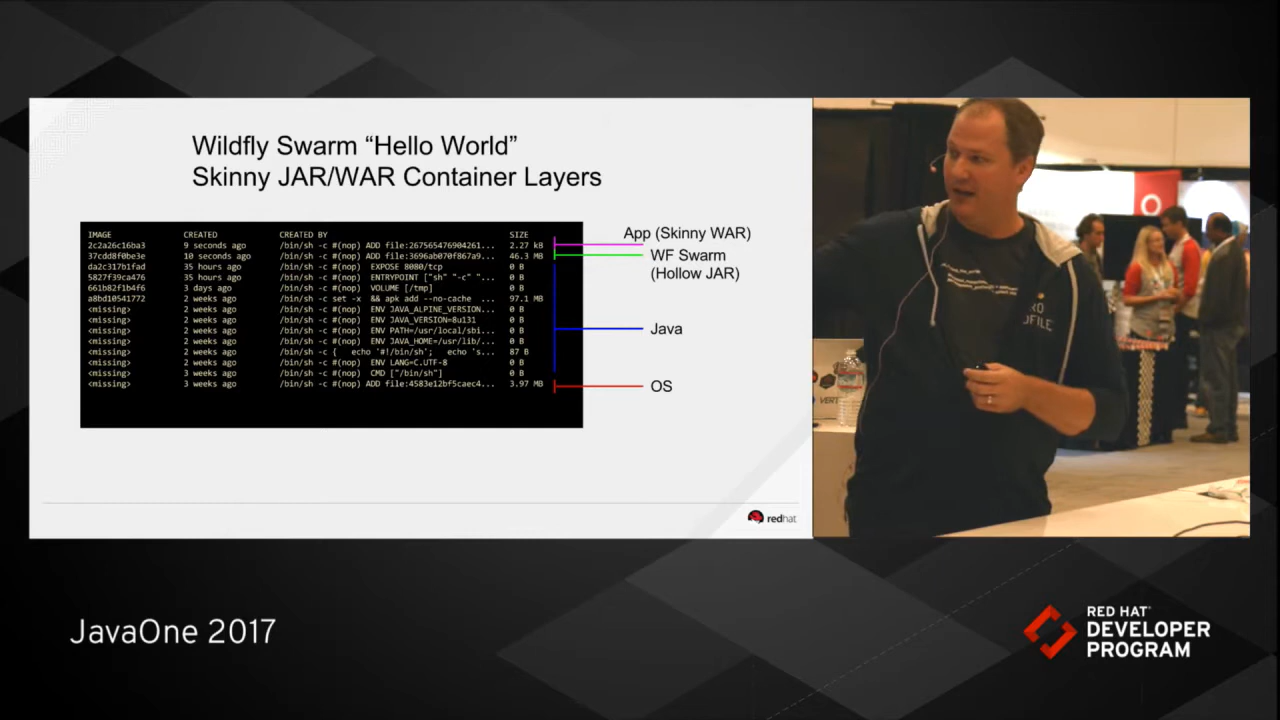 Wildfly Swarm “Hello World”
Skinny JAR/WAR Container Layers
IMAGE CREATED CREATED BY SIZE
2c2a26c16ba3 9 seconds ago /bin/sh -c #(nop) ADD file:267565476904261... 2.27 kB
37cdd8f0be3e 10 seconds ago /bin/sh -c #(nop) ADD file:3696ab070f867a9... 46.3 MB
da2c317b1fad 35 hours ago /bin/sh -c #(nop) EXPOSE 8080/tcp 0 B
5827f39ca476 35 hours ago /bin/sh -c #(nop) ENTRYPOINT ["sh" "-c" "... 0 B
661b82f1b4f6 3 days ago /bin/sh -c #(nop) VOLUME [/tmp] 0 B
a8bd10541772 2 weeks ago /bin/sh -c set -x && apk add --no-cache ... 97.1 MB
<missing> 2 weeks ago /bin/sh -c #(nop) ENV JAVA_ALPINE_VERSION... 0 B
<missing> 2 weeks ago /bin/sh -c #(nop) ENV JAVA_VERSION=8u131 0 B
<missing> 2 weeks ago /bin/sh -c #(nop) ENV PATH=/usr/local/sbi... 0 B
<missing> 2 weeks ago /bin/sh -c #(nop) ENV JAVA_HOME=/usr/lib/... 0 B
<missing> 2 weeks ago /bin/sh -c { echo '#!/bin/sh'; echo 's... 87 B
<missing> 2 weeks ago /bin/sh -c #(nop) ENV LANG=C.UTF-8 0 B
<missing> 3 weeks ago /bin/sh -c #(nop) CMD ["/bin/sh"] 0 B
<missing> 3 weeks ago /bin/sh -c #(nop) ADD file:4583e12bf5caec4... 3.97 MB
App (Skinny WAR)
WF Swarm
(Hollow JAR)
Java
OS
redhat
VERT
JavaOne 2017
RED HAT
DEVELOPER
PROGRAM